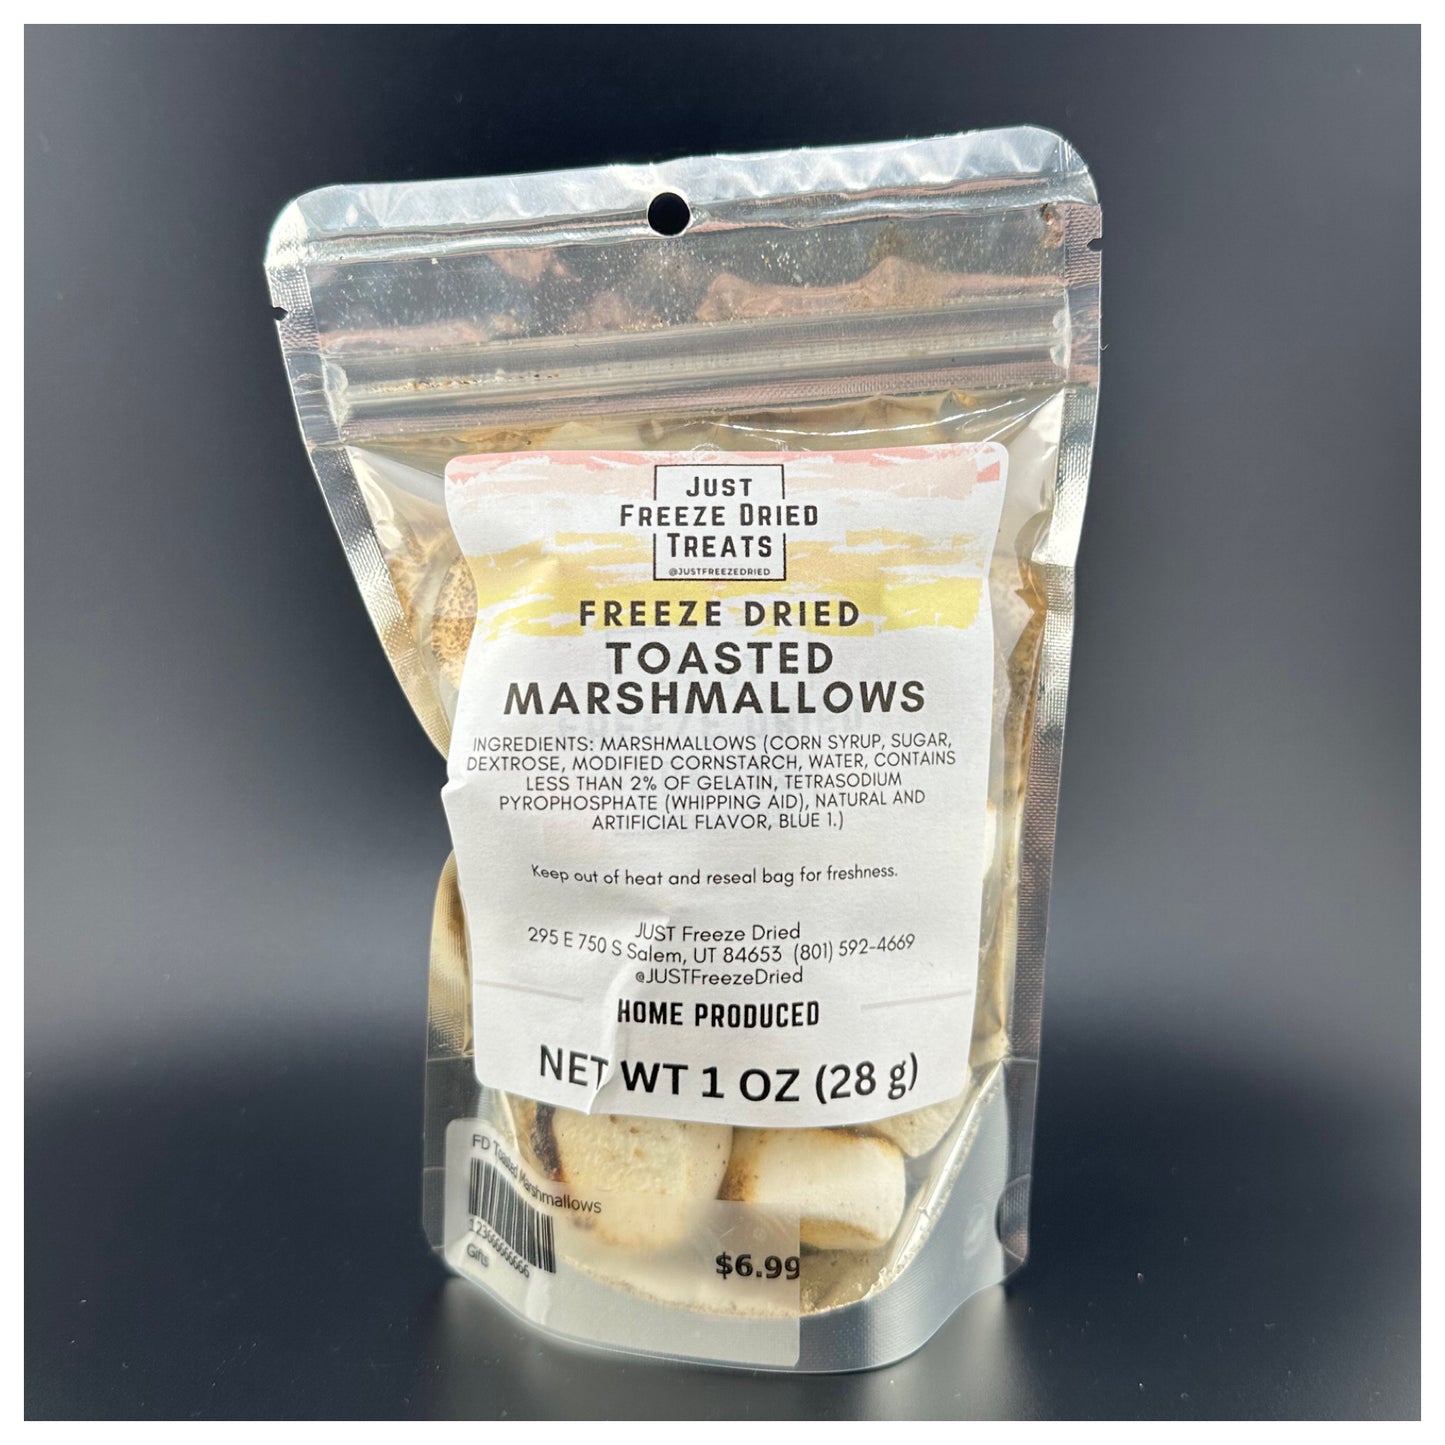 JUST
FREEZE DRIED
TREATS
@JUSTFREEZEDRIED
FREEZE DRIED
TOASTED
MARSHMALLOWS
INGREDIENTS: MARSHMALLOWS (CORN SYRUP, SUGAR,
DEXTROSE, MODIFIED CORNSTARCH, WATER, CONTAINS
LESS THAN 2% OF GELATIN, TETRASODIUM
PYROPHOSPHATE (WHIPPING AID), NATURAL AND
ARTIFICIAL FLAVOR, BLUE 1.)
Keep out of heat and reseal bag for freshness.
JUST Freeze Dried
295 E 750 S Salem, UT 84653 (801) 592-4669
@JUSTFreezeDried
HOME PRODUCED
NET WT 1 OZ (28 g)
FD Toasted Marshmallows
Gifts
$6.99